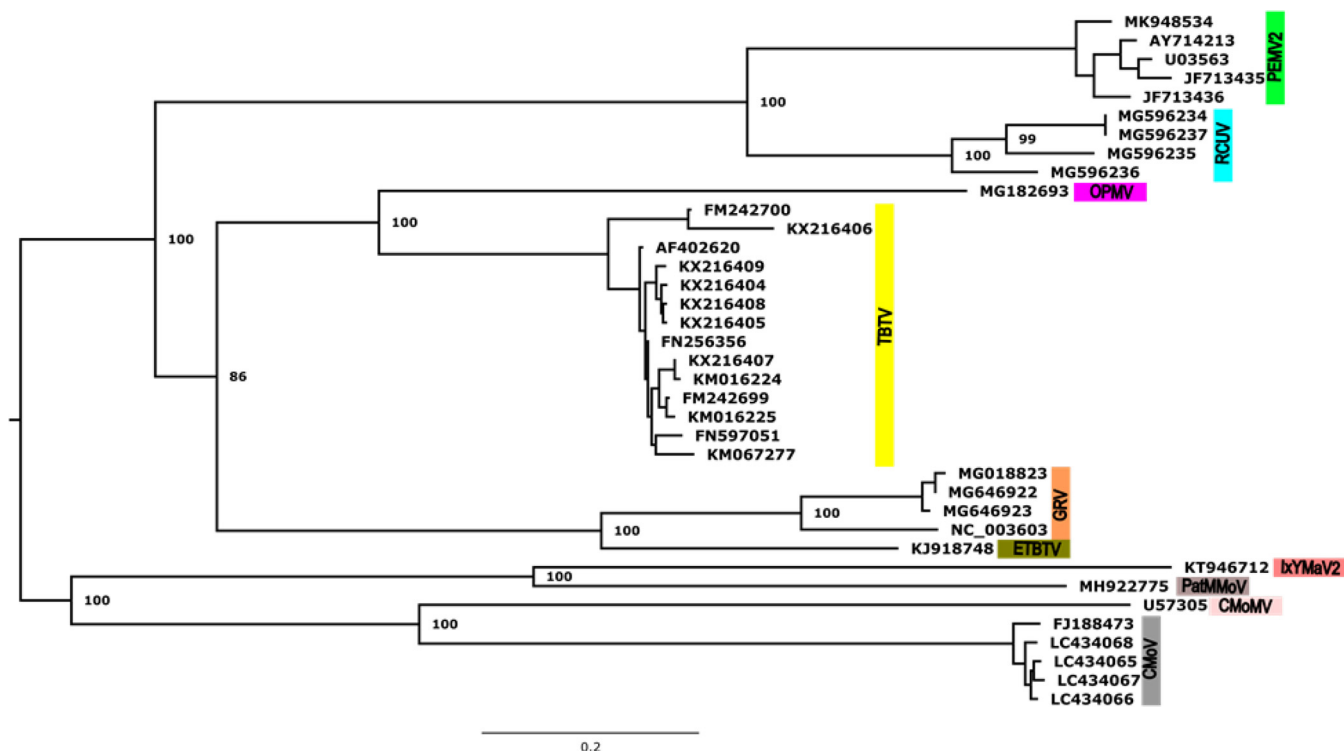 MK948534
AY714213
U03563
JF713435
JF713436
PEMV2
100
MG596234
MG596237
MG596235
MG596236
RCUV
99
100
MG182693 OPMV
100
100
FM242700
KX216406
AF402620
KX216409
KX216404
KX216408
KX216405
FN256356
KX216407
KM016224
FM242699
KM016225
FN597051
KM067277
TBTV
86
MG018823
MG646922
MG646923
NC_003603
GRV
100
100
KJ918748 ETBTV
KT946712 IxYMaV2
100
MH922775 PatMMoV
100
U57305 CMoMV
100
FJ188473
LC434068
LC434065
LC434067
LC434066
CMoV
0.2